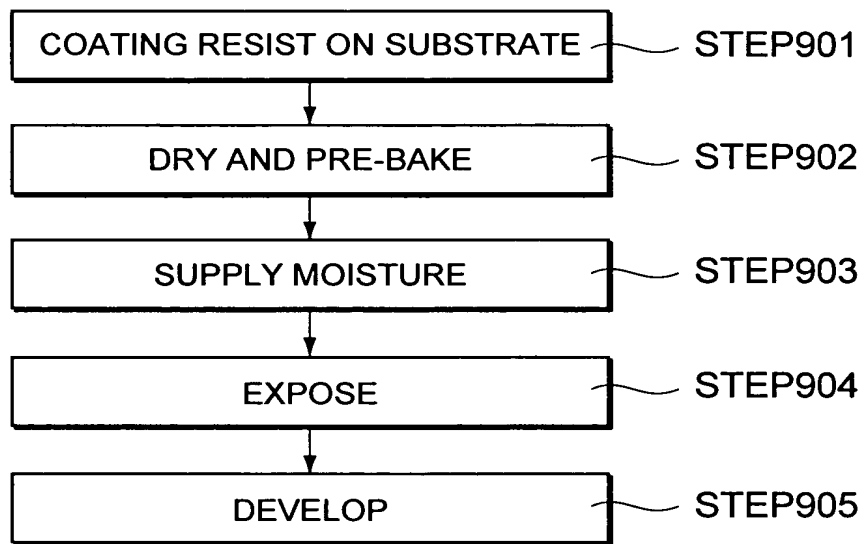 COATING RESIST ON SUBSTRATE STEP901
DRY AND PRE-BAKE STEP902
SUPPLY MOISTURE STEP903
EXPOSE STEP904
DEVELOP STEP905